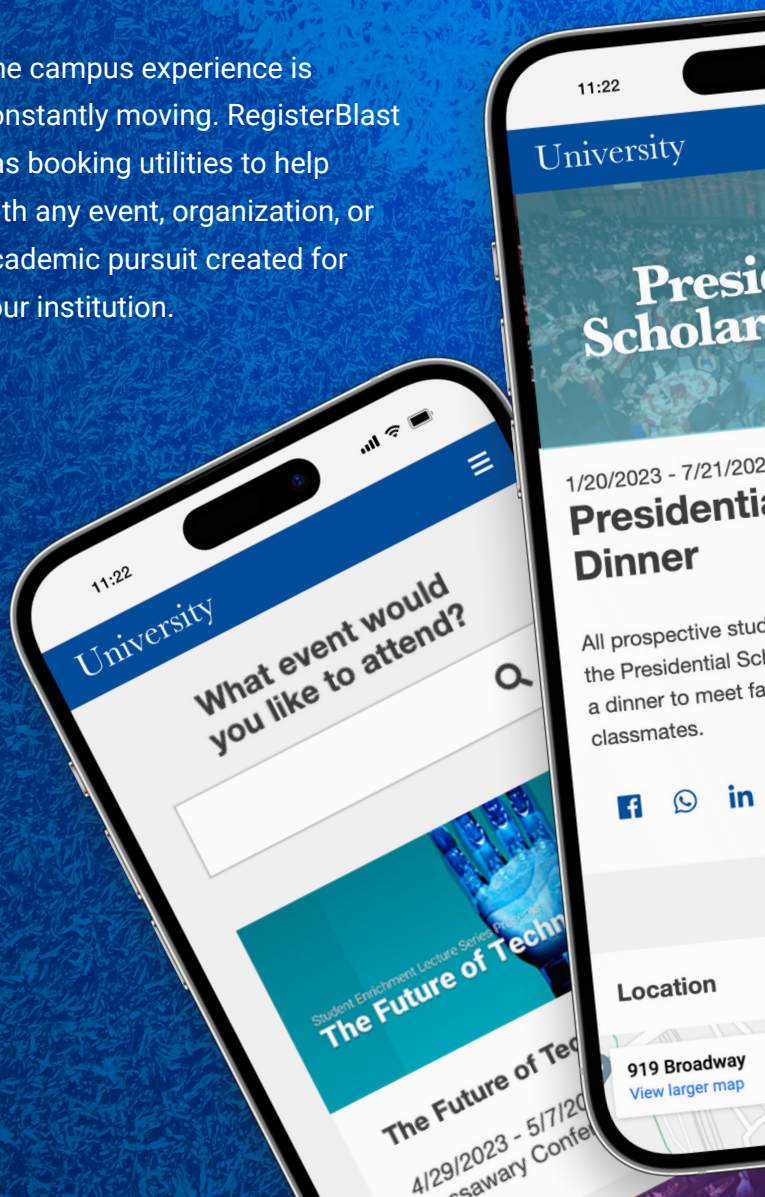 he campus experience is
onstantly moving. RegisterBlast
as booking utilities to help
th any event, organization, or
cademic pursuit created for
our institution.
11:22
University
What event would
you like to attend?
Student Enrichment Lecture Series Presents
The Future of Techn
The Future of Tec
4/29/2023 - 5/7/20
ssawary Confe
11:22
University
Presi
Scholar
1/20/2023 - 7/21/202
Presidentia
Dinner
All prospective stud
the Presidential Sch
a dinner to meet fa
classmates.
f
in
Location
919 Broadway
View larger map